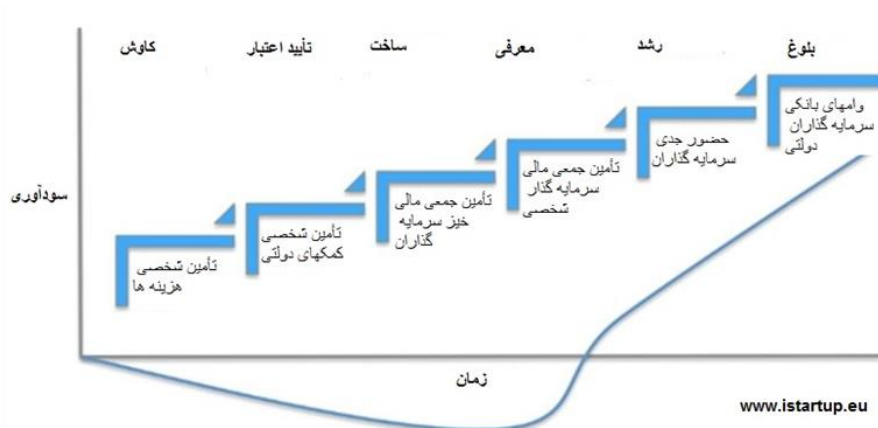 کاوش
تأیید اعتبار
ساخت
معرفی
رشد
بلوغ
تأمین شخصی
هزینه ها
تأمین شخصی
کمکهای دولتی
تأمین جمعی مالی
خیز سرمایه
گذاران
تأمین جمعی مالی
سرمایه گذار
شخصی
حضور جدی
سرمایه گذاران
وامهای بانکی
سرمایه گذاران
دولتی
سودآوری
زمان
www.istartup.eu